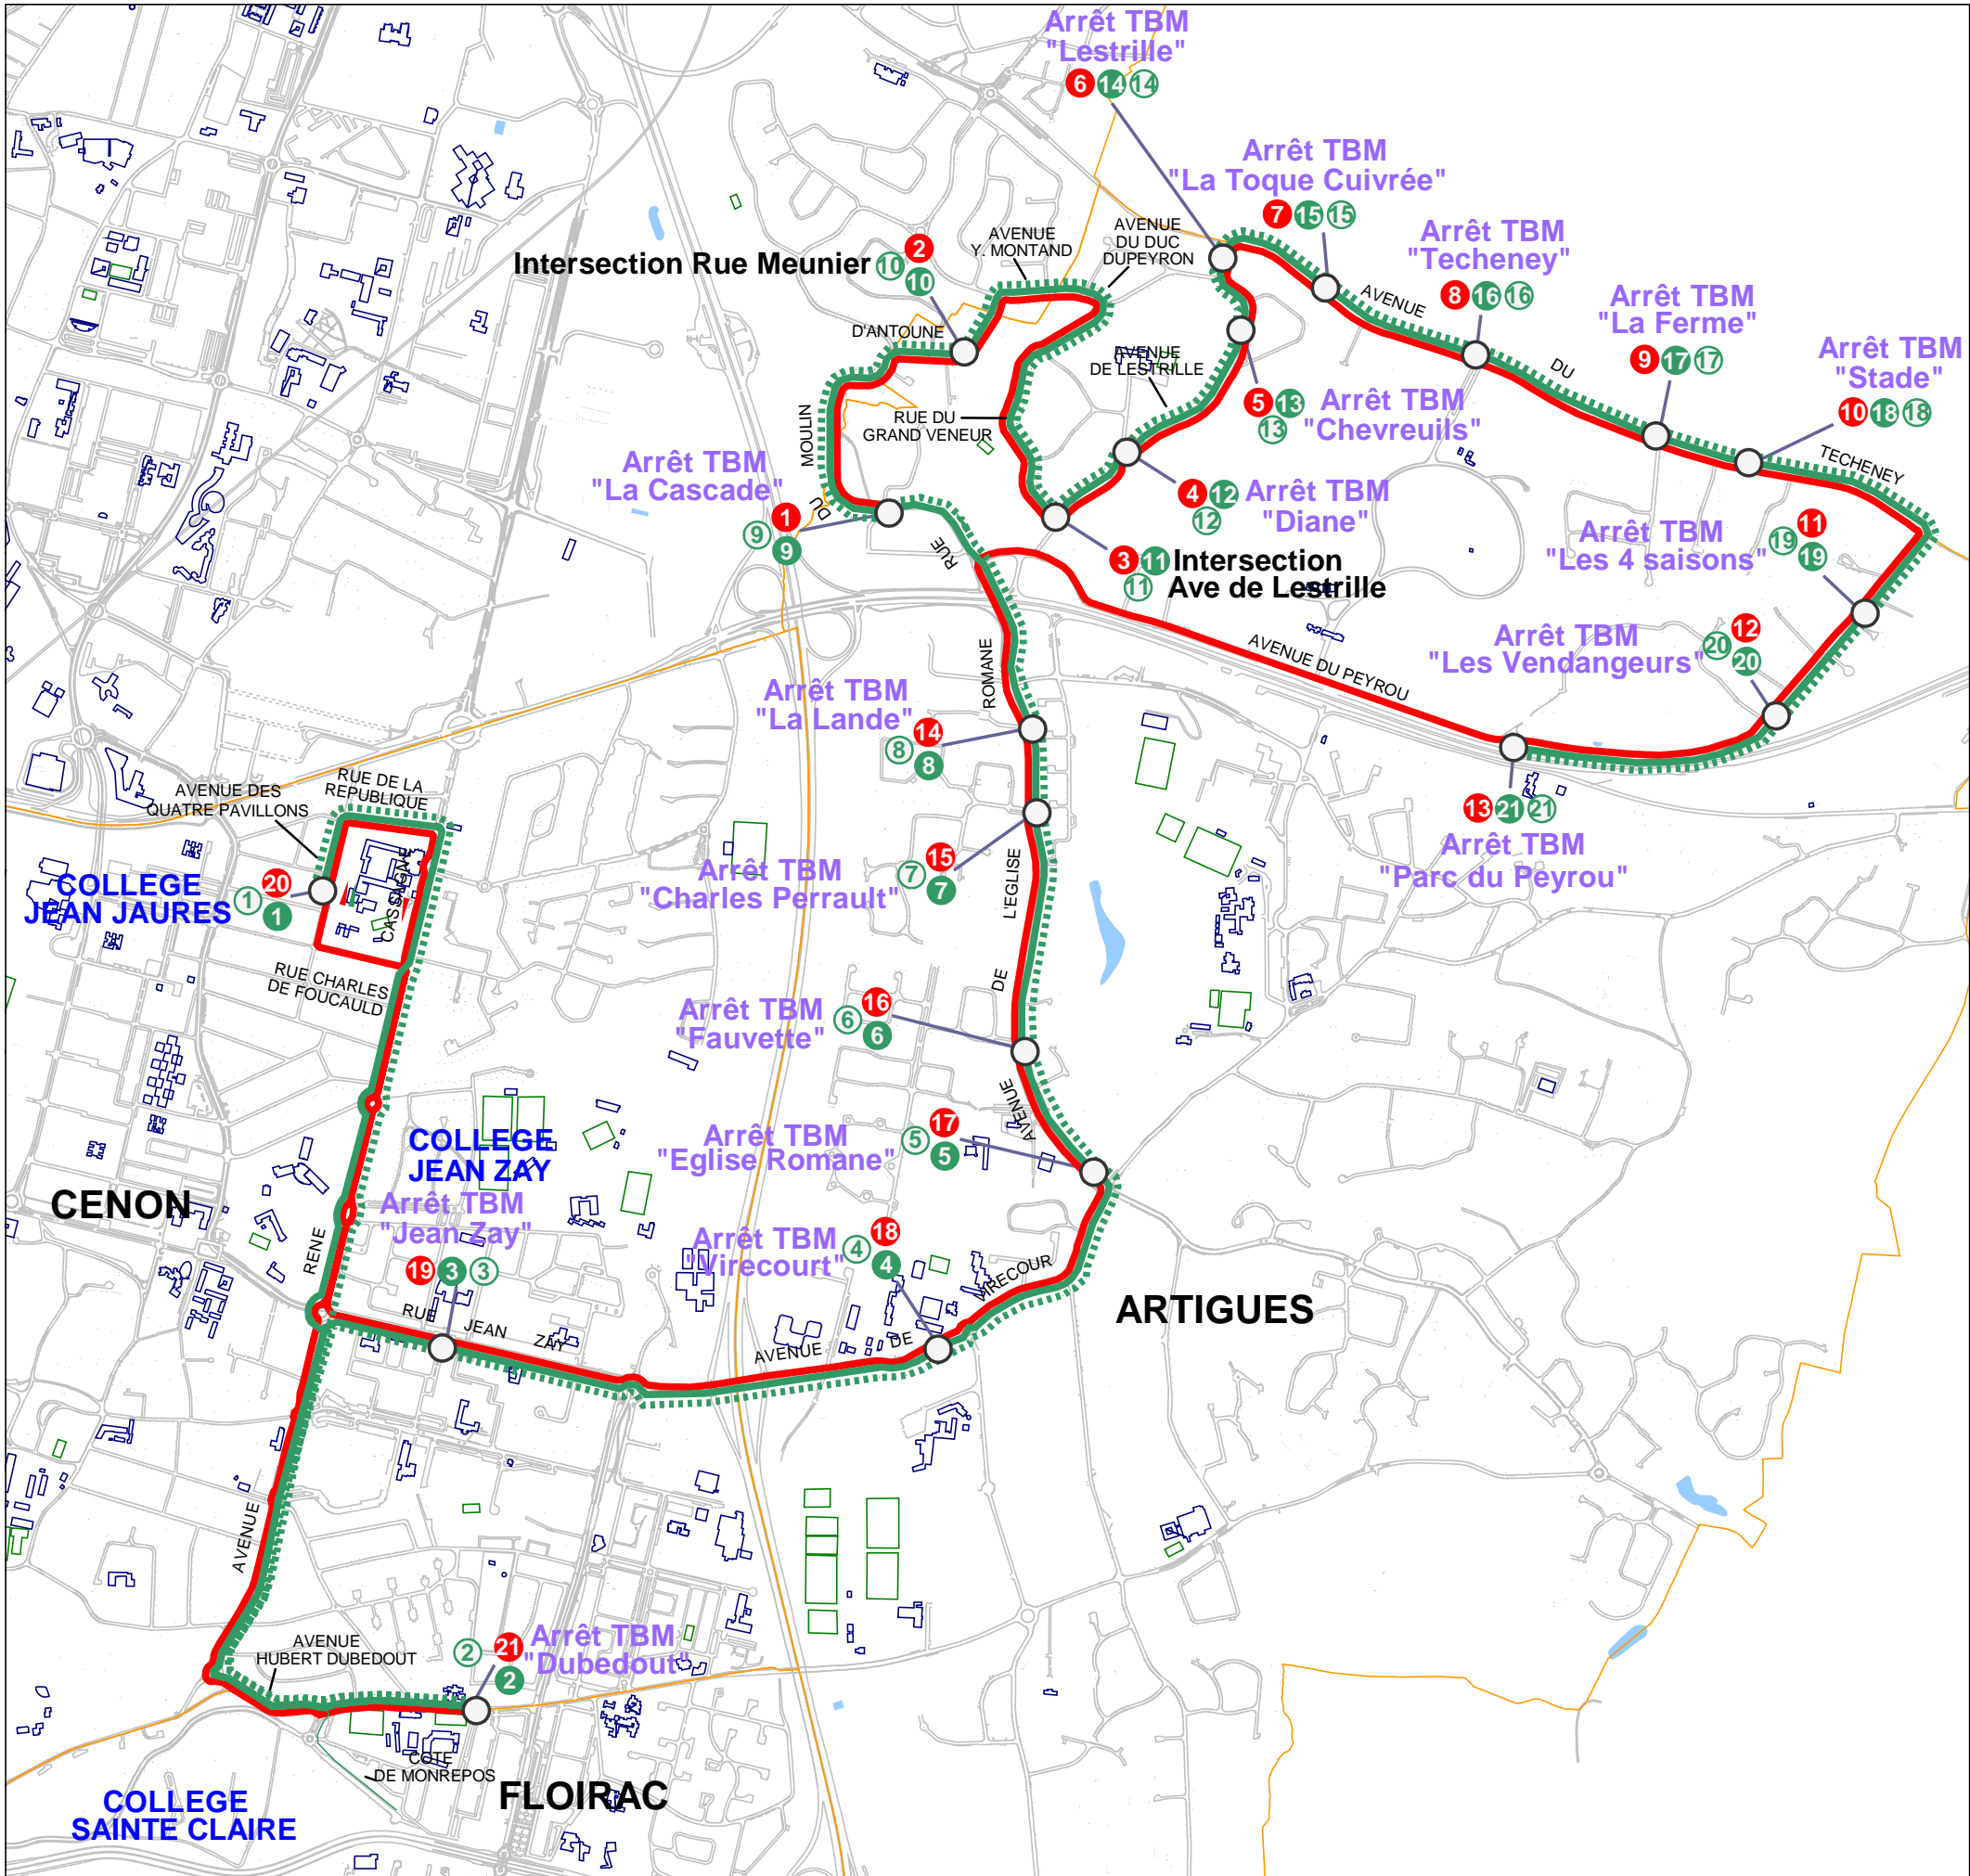 Arrêt TBM
"Lestrille"
6 14 14
Arrêt TBM
"La Toque Cuivrée"
7 15 15
Arrêt TBM
"Techeney"
8 16 16
Arrêt TBM
"La Ferme"
9 17 17
Arrêt TBM
"Stade"
10 18 18
Intersection Rue Meunier
10 2
10
AVENUE
Y. MONTAND
AVENUE
DU DUC
DUPEYRON
D'ANTOUNE
AVENUE
DE LESTRILLE
RUE DU
GRAND VENEUR
MOULIN
DU
RUE
AVENUE
DU
TECHENEY
5 13
13
Arrêt TBM
"Chevreuils"
Arrêt TBM
"La Cascade"
1
9 9
4 12
12
Arrêt TBM
"Diane"
3 11
11
Intersection
Ave de Lestrille
Arrêt TBM
"Les 4 saisons"
11
19 19
Arrêt TBM
"Les Vendangeurs"
12
20 20
AVENUE DU PEYROU
ROMANE
Arrêt TBM
"La Lande"
14
8 8
13 21 21
Arrêt TBM
"Parc du Peyrou"
RUE DE LA
REPUBLIQUE
AVENUE DES
QUATRE PAVILLONS
COLLEGE
JEAN JAURES
20
1 1
CASSAGNE
RUE CHARLES
DE FOUCAULD
Arrêt TBM
"Charles Perrault"
15
7 7
L'EGLISE
DE
AVENUE
Arrêt TBM
"Fauvette"
16
6 6
COLLEGE
JEAN ZAY
Arrêt TBM
"Eglise Romane"
17
5 5
CENON
Arrêt TBM
"Jean Zay"
19 3 3
Arrêt TBM
"Virecourt"
18
4 4
RENE
RUE
JEAN
ZAY
AVENUE
DE
VIRECOUR
ARTIGUES
AVENUE
AVENUE
HUBERT DUBEDOUT
Arrêt TBM
"Dubedout"
21
2 2
COTE
DE MONREPOS
FLOIRAC
COLLEGE
SAINTE CLAIRE